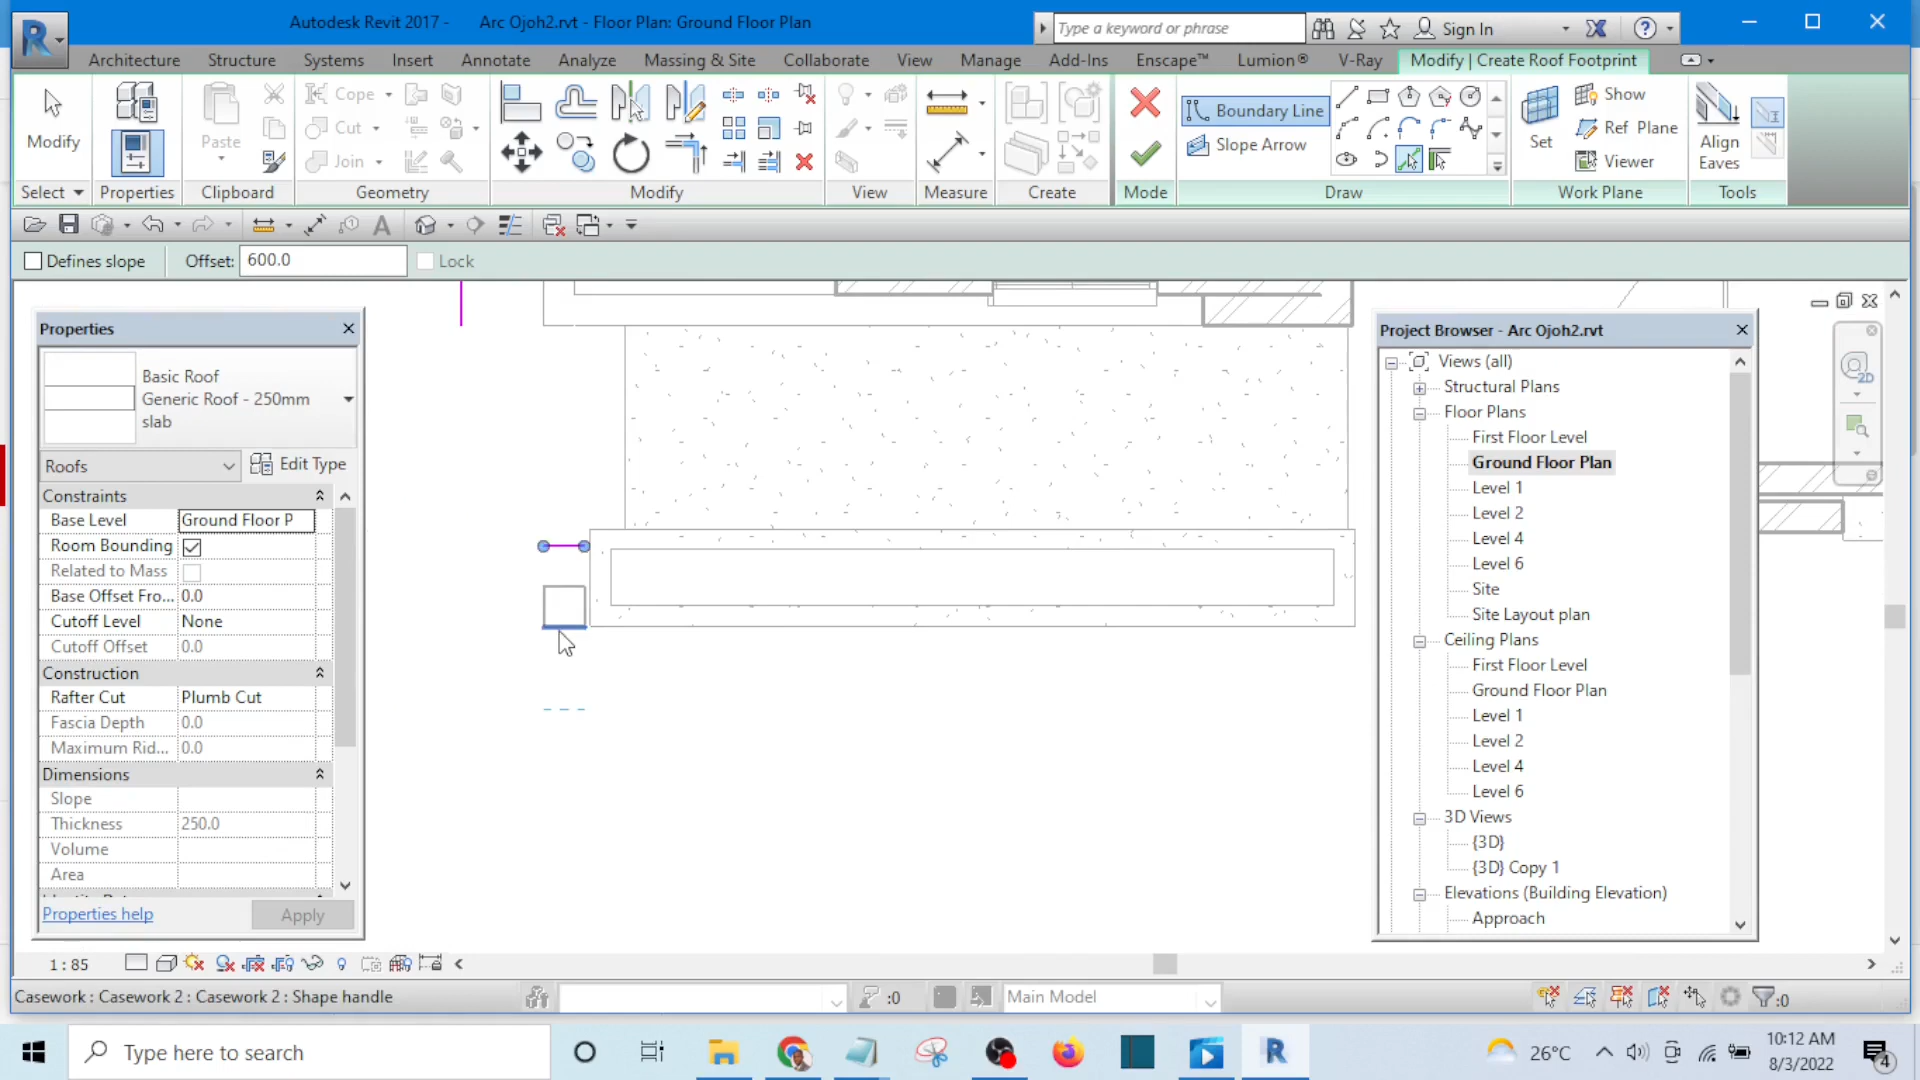 Autodesk Revit 2017 -    Arc Ojoh2.rvt - Floor Plan: Ground Floor Plan
Type a keyword or phrase
Sign In
Architecture Structure Systems Insert Annotate Analyze Massing & Site Collaborate View Manage Add-Ins Enscape™ Lumion® V-Ray Modify | Create Roof Footprint
Modify
Paste
Cope
Cut
Join
Boundary Line
Slope Arrow
Set
Show
Ref Plane
Viewer
Align
Eaves
Select Properties Clipboard Geometry Modify View Measure Create Mode Draw Work Plane Tools
Defines slope Offset: 600.0 Lock
Properties
Basic Roof
Generic Roof - 250mm
slab
Roofs Edit Type
Constraints
Base Level Ground Floor P
Room Bounding
Related to Mass
Base Offset Fro... 0.0
Cutoff Level None
Cutoff Offset 0.0
Construction
Rafter Cut Plumb Cut
Fascia Depth 0.0
Maximum Rid... 0.0
Dimensions
Slope
Thickness 250.0
Volume
Area
Properties help Apply
Project Browser - Arc Ojoh2.rvt
Views (all)
Structural Plans
Floor Plans
First Floor Level
Ground Floor Plan
Level 1
Level 2
Level 4
Level 6
Site
Site Layout plan
Ceiling Plans
First Floor Level
Ground Floor Plan
Level 1
Level 2
Level 4
Level 6
3D Views
{3D}
{3D} Copy 1
Elevations (Building Elevation)
Approach
2D
1 : 85
Casework : Casework 2 : Casework 2 : Shape handle
:0
Main Model
:0
Type here to search
26°C
10:12 AM
8/3/2022
4